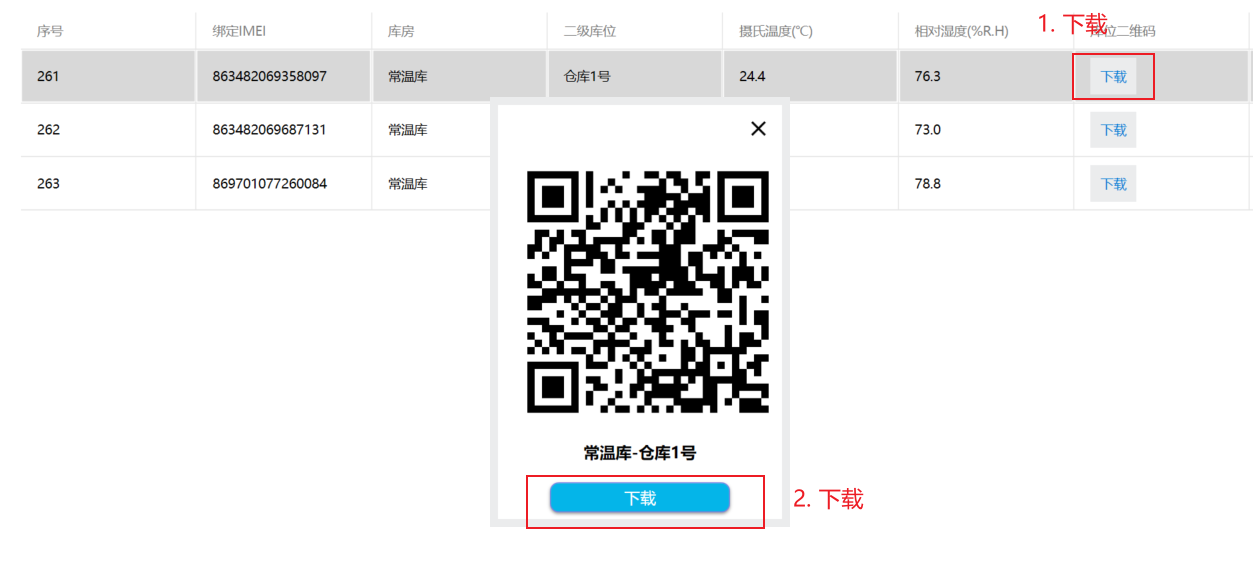 序号 绑定IMEI 库房 二级库位 摄氏温度(℃) 相对湿度(%R.H) 1. 下载 库位二维码
261 863482069358097 常温库 仓库1号 24.4 76.3 下载
262 863482069687131 常温库 73.0 下载
263 869701077260084 常温库 78.8 下载
常温库-仓库1号
下载 2. 下载